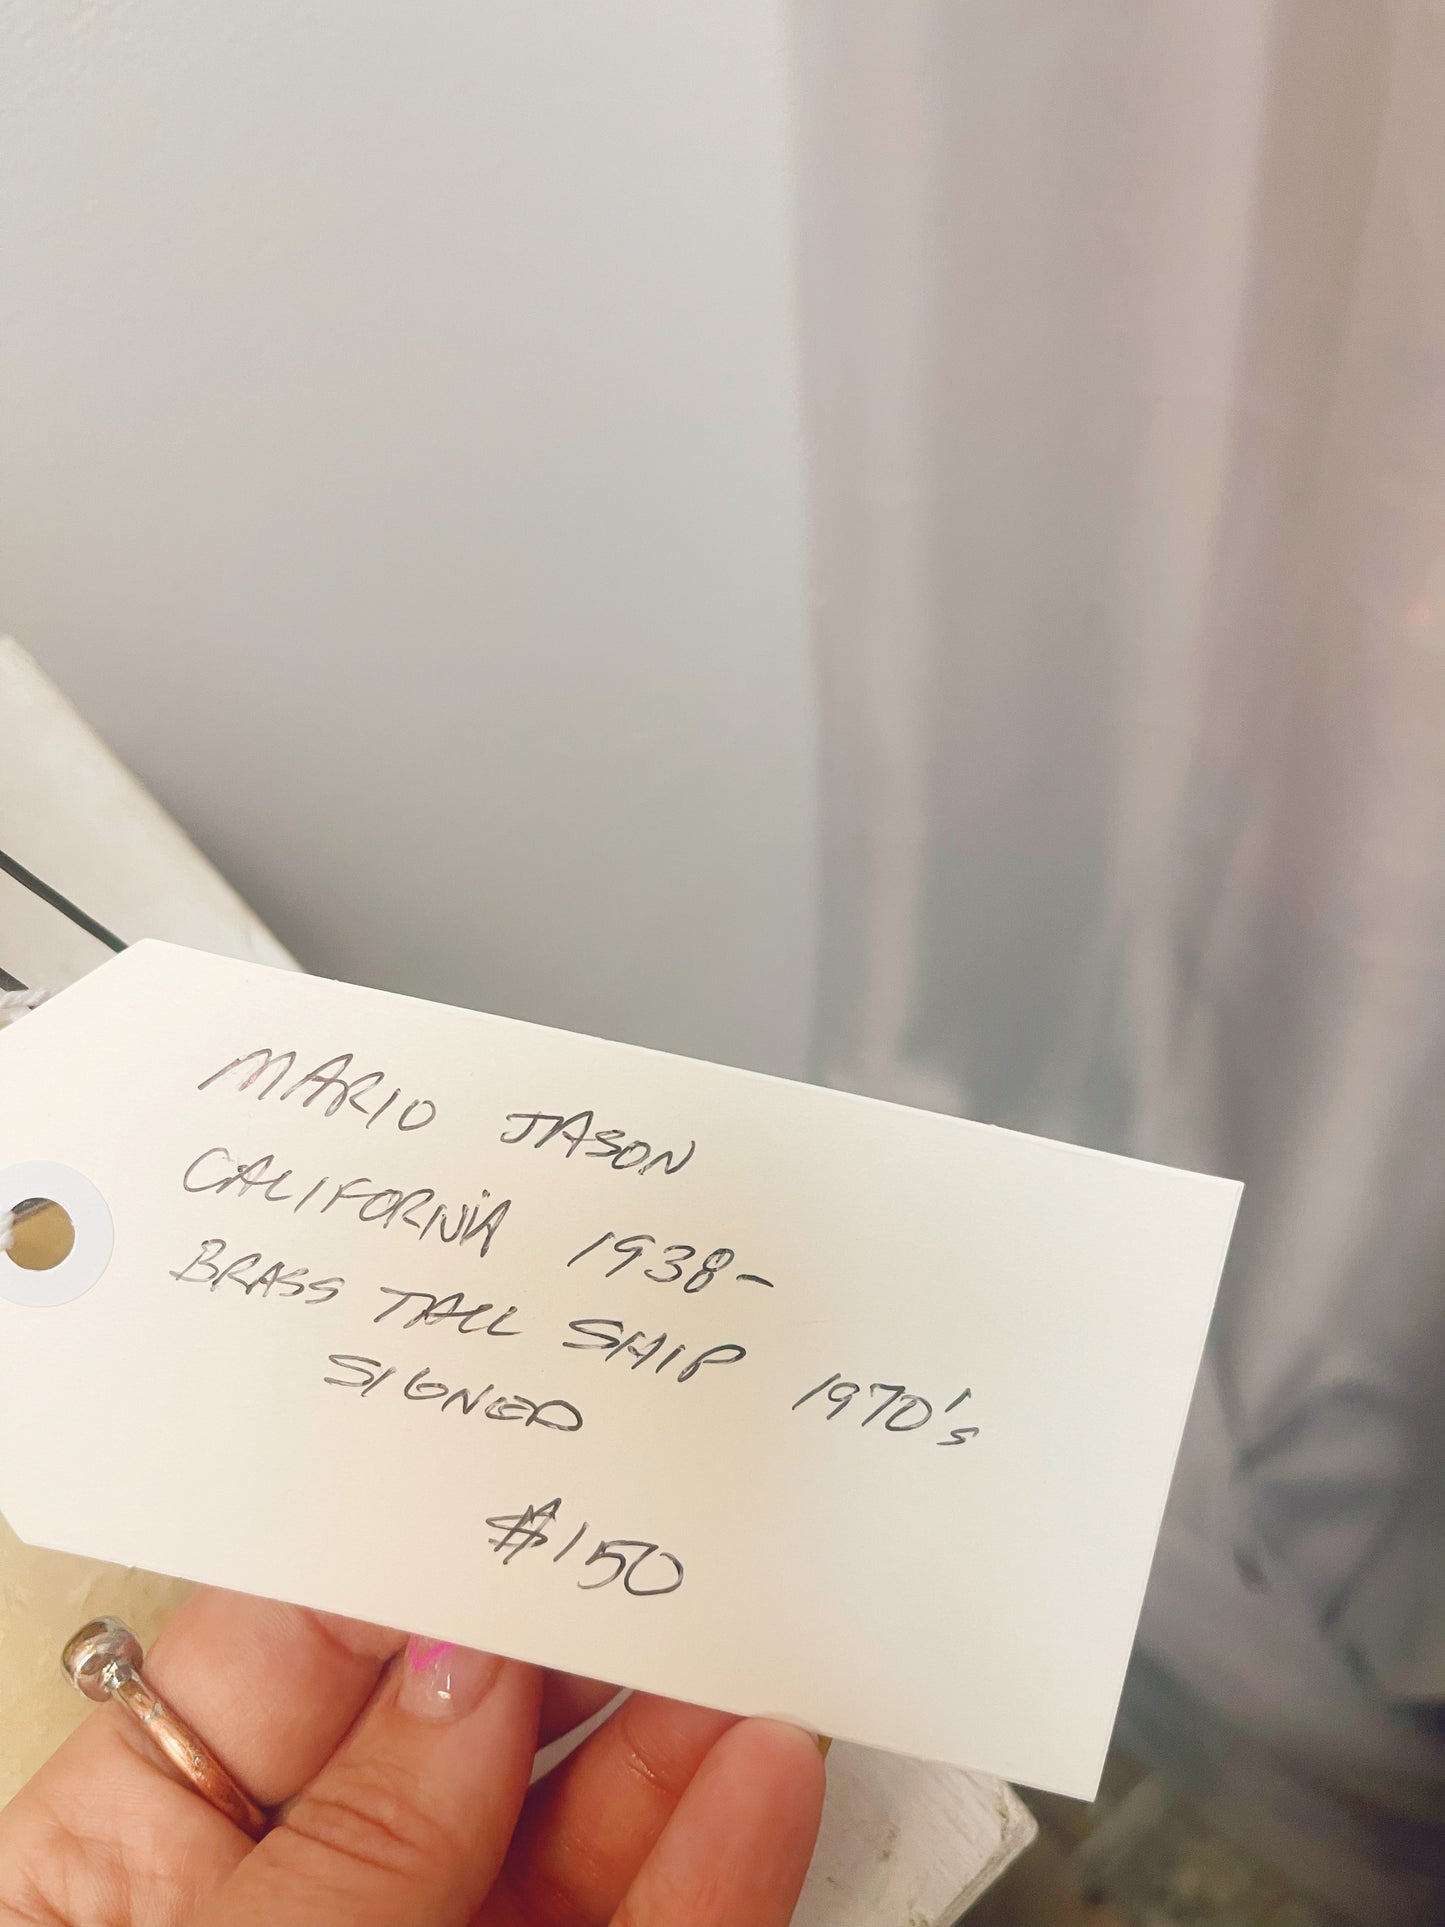 MARIO JASON
CALIFORNIA 1938-
BRASS TALL SHIP 1970's
SIGNED
$150